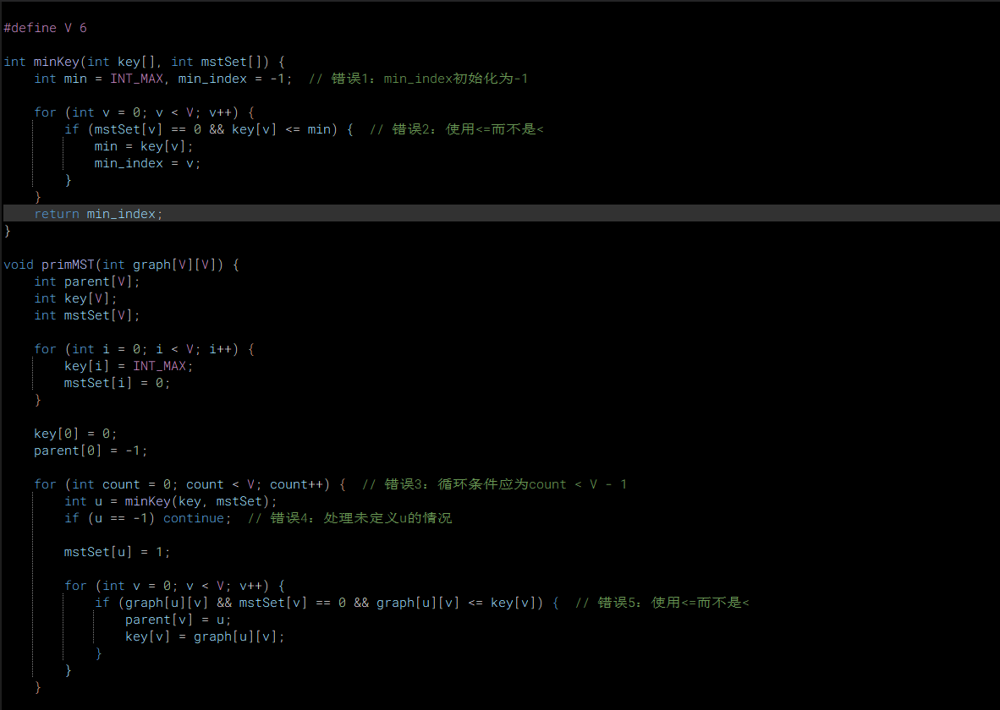 #define V 6
int minKey(int key[], int mstSet[]) {
    int min = INT_MAX, min_index = -1;  // 错误1：min_index初始化为-1
    for (int v = 0; v < V; v++) {
        if (mstSet[v] == 0 && key[v] <= min) {  // 错误2：使用<=而不是<
            min = key[v];
            min_index = v;
        }
    }
    return min_index;
}
void primMST(int graph[V][V]) {
    int parent[V];
    int key[V];
    int mstSet[V];
    for (int i = 0; i < V; i++) {
        key[i] = INT_MAX;
        mstSet[i] = 0;
    }
    key[0] = 0;
    parent[0] = -1;
    for (int count = 0; count < V; count++) {  // 错误3：循环条件应为count < V - 1
        int u = minKey(key, mstSet);
        if (u == -1) continue;  // 错误4：处理未定义u的情况
        mstSet[u] = 1;
        for (int v = 0; v < V; v++) {
            if (graph[u][v] && mstSet[v] == 0 && graph[u][v] <= key[v]) {  // 错误5：使用<=而不是<
                parent[v] = u;
                key[v] = graph[u][v];
            }
        }
    }